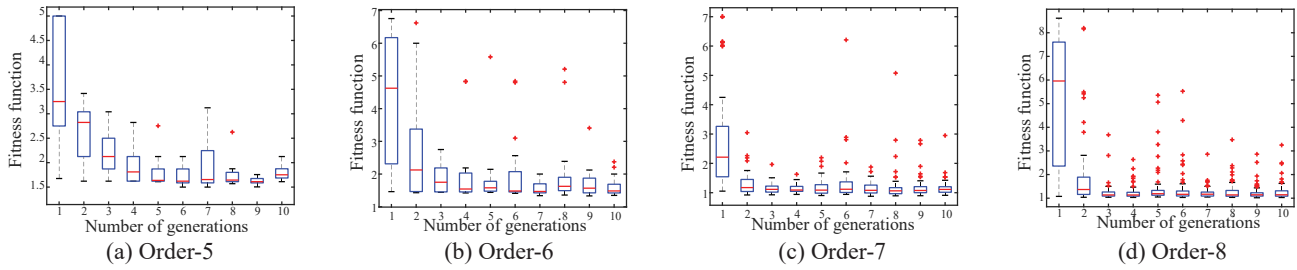 Fitness function
5
4.5
4
3.5
3
2.5
2
1.5
1 2 3 4 5 6 7 8 9 10
Number of generations
(a) Order-5
Fitness function
7
6
5
4
3
2
1
1 2 3 4 5 6 7 8 9 10
Number of generations
(b) Order-6
Fitness function
7
6
5
4
3
2
1
1 2 3 4 5 6 7 8 9 10
Number of generations
(c) Order-7
Fitness function
8
7
6
5
4
3
2
1
1 2 3 4 5 6 7 8 9 10
Number of generations
(d) Order-8